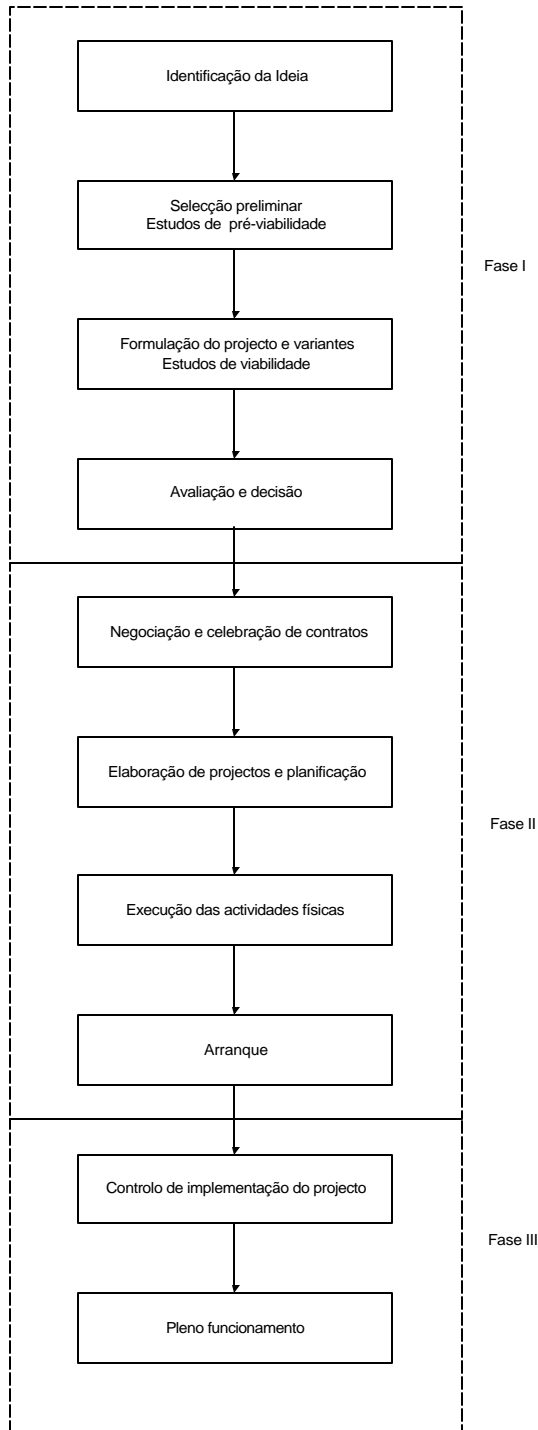 Identificação da Ideia
Selecção preliminar
Estudos de pré-viabilidade
Fase I
Formulação do projecto e variantes
Estudos de viabilidade
Avaliação e decisão
Negociação e celebração de contratos
Elaboração de projectos e planificação
Fase II
Execução das actividades físicas
Arranque
Controlo de implementação do projecto
Fase III
Pleno funcionamento